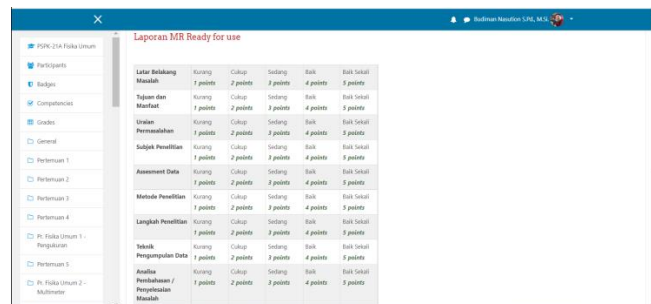 Budiman Nasution S.Pd., M.Si.
PSPK-21A Fisika Umum
Participants
Badges
Competencies
Grades
General
Pertemuan 1
Pertemuan 2
Pertemuan 3
Pertemuan 4
Pr. Fisika Umum 1 -
Pengukuran
Pertemuan 5
Pr. Fisika Umum 2 -
Multimeter
Laporan MR Ready for use
Latar Belakang Kurang Cukup Sedang Baik Baik Sekali
Masalah 1 points 2 points 3 points 4 points 5 points
Tujuan dan Kurang Cukup Sedang Baik Baik Sekali
Manfaat 1 points 2 points 3 points 4 points 5 points
Uraian Kurang Cukup Sedang Baik Baik Sekali
Permasalahan 1 points 2 points 3 points 4 points 5 points
Subjek Penelitian Kurang Cukup Sedang Baik Baik Sekali
1 points 2 points 3 points 4 points 5 points
Assesment Data Kurang Cukup Sedang Baik Baik Sekali
1 points 2 points 3 points 4 points 5 points
Metode Penelitian Kurang Cukup Sedang Baik Baik Sekali
1 points 2 points 3 points 4 points 5 points
Langkah Penelitian Kurang Cukup Sedang Baik Baik Sekali
1 points 2 points 3 points 4 points 5 points
Teknik Kurang Cukup Sedang Baik Baik Sekali
Pengumpulan Data 1 points 2 points 3 points 4 points 5 points
Analisa Kurang Cukup Sedang Baik Baik Sekali
Pembahasan / 1 points 2 points 3 points 4 points 5 points
Penyelesaian
Masalah